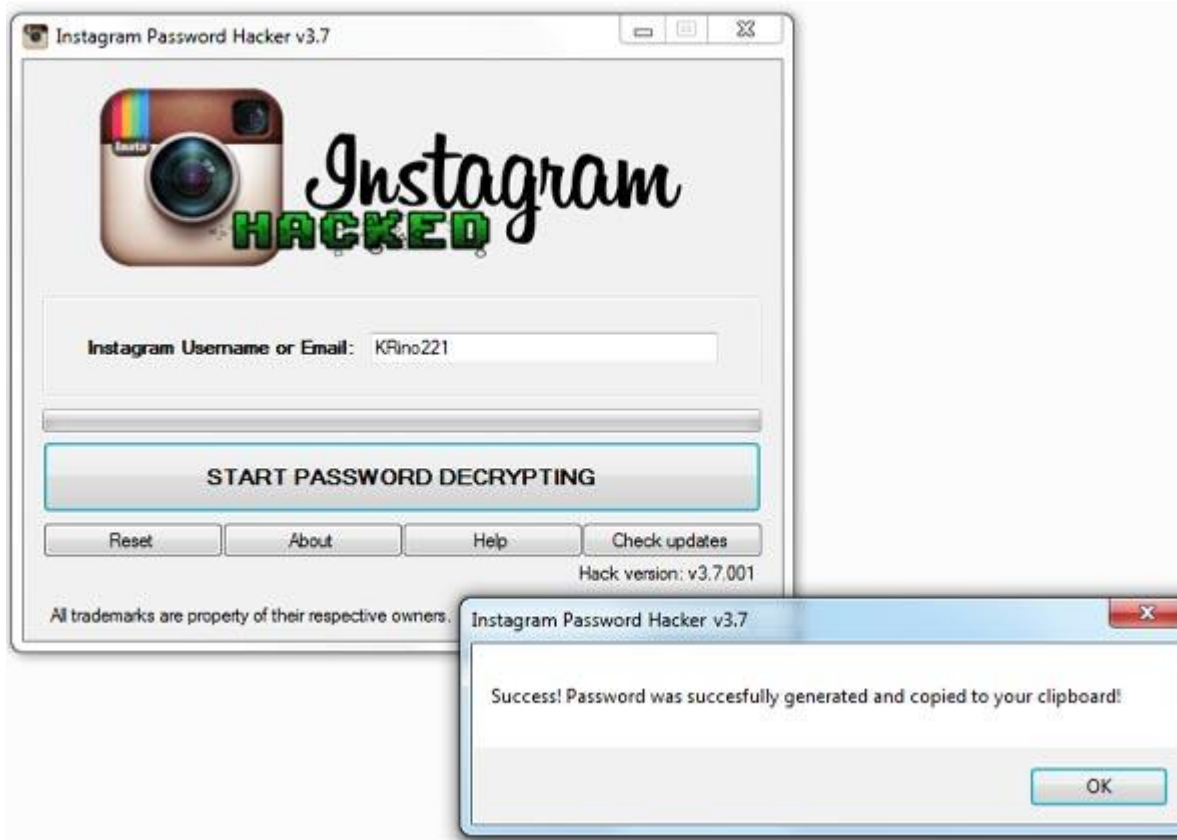 Instagram Password Hacker v3.7
Insta
Instagram
HACKED
Instagram Username or Email: KRino221
START PASSWORD DECRYPTING
Reset About Help Check updates
Hack version: v3.7.001
All trademarks are property of their respective owners.
Instagram Password Hacker v3.7
Success! Password was succesfully generated and copied to your clipboard!
OK